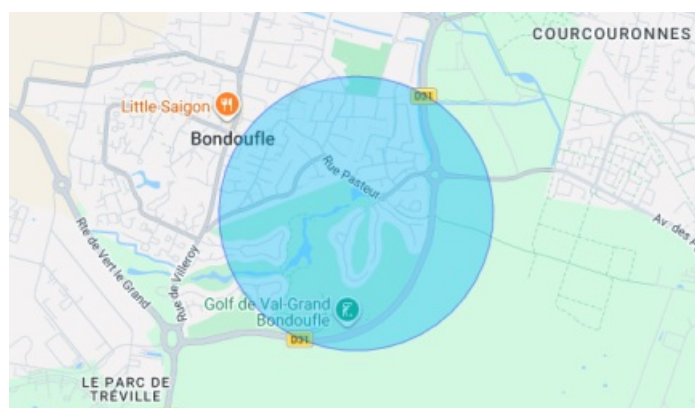 COURCOURONNES
D31
Little Saigon
Bondoufle
Rue Pasteur
Rte de Vert le Grand
Rue de Villeroy
Av. des
Golf de Val-Grand
Bondoufle
D31
LE PARC DE
TRÉVILLE